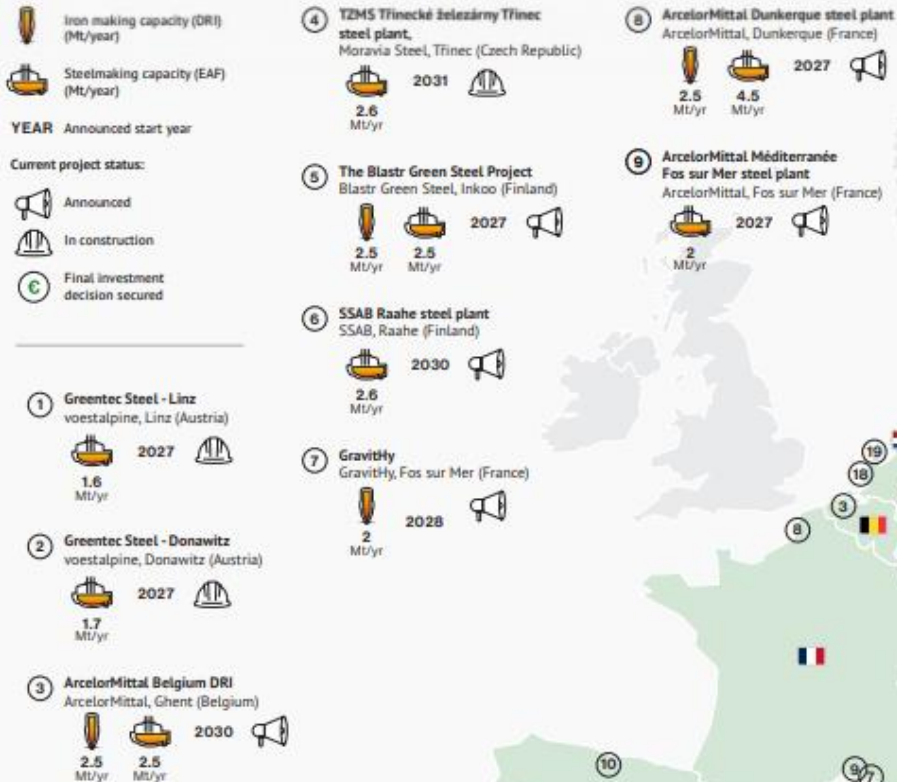 Iron making capacity (DRI)
(Mt/year)
Steelmaking capacity (EAF)
(Mt/year)
YEAR Announced start year
Current project status:
Announced
In construction
€
Final investment
decision secured
1 Greentec Steel - Linz
voestalpine, Linz (Austria)
2027
1.6
Mt/yr
2 Greentec Steel - Donawitz
voestalpine, Donawitz (Austria)
2027
1.7
Mt/yr
3 ArcelorMittal Belgium DRI
ArcelorMittal, Ghent (Belgium)
2030
2.5 2.5
Mt/yr Mt/yr
4 TZMS Třinecké železárny Třinec
steel plant,
Moravia Steel, Třinec (Czech Republic)
2031
2.6
Mt/yr
5 The Blastr Green Steel Project
Blastr Green Steel, Inkoo (Finland)
2027
2.5 2.5
Mt/yr Mt/yr
6 SSAB Raahe steel plant
SSAB, Raahe (Finland)
2030
2.6
Mt/yr
7 GravitHy
GravitHy, Fos sur Mer (France)
2028
2
Mt/yr
8 ArcelorMittal Dunkerque steel plant
ArcelorMittal, Dunkerque (France)
2027
2.5 4.5
Mt/yr Mt/yr
9 ArcelorMittal Méditerranée
Fos sur Mer steel plant
ArcelorMittal, Fos sur Mer (France)
2027
2
Mt/yr
19
18
3
8
10
9
7